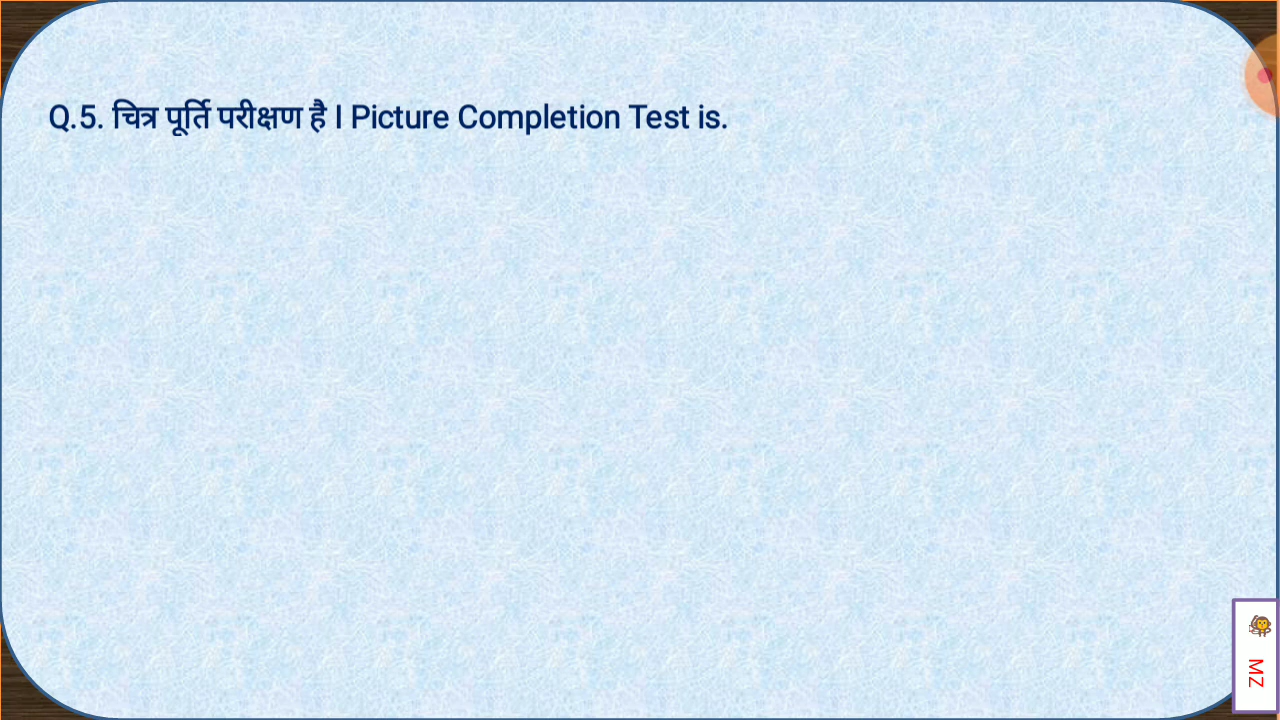 Q.5. चित्र पूर्ति परीक्षण है I Picture Completion Test is.
MZ